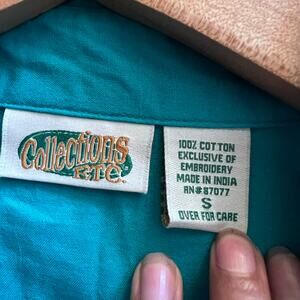 Collections
ETC.
100% COTTON
EXCLUSIVE OF
EMBROIDERY
MADE IN INDIA
RN#87077
S
OVER FOR CARE